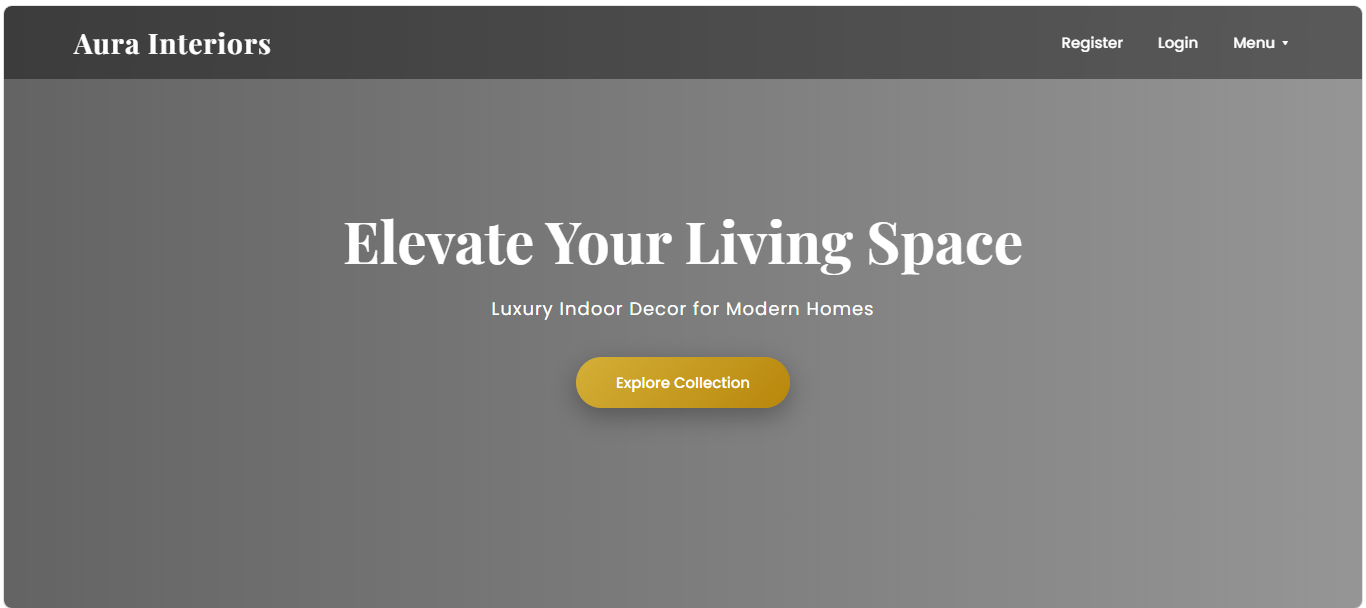 Aura Interiors
Register
Login
Menu
Elevate Your Living Space
Luxury Indoor Decor for Modern Homes
Explore Collection